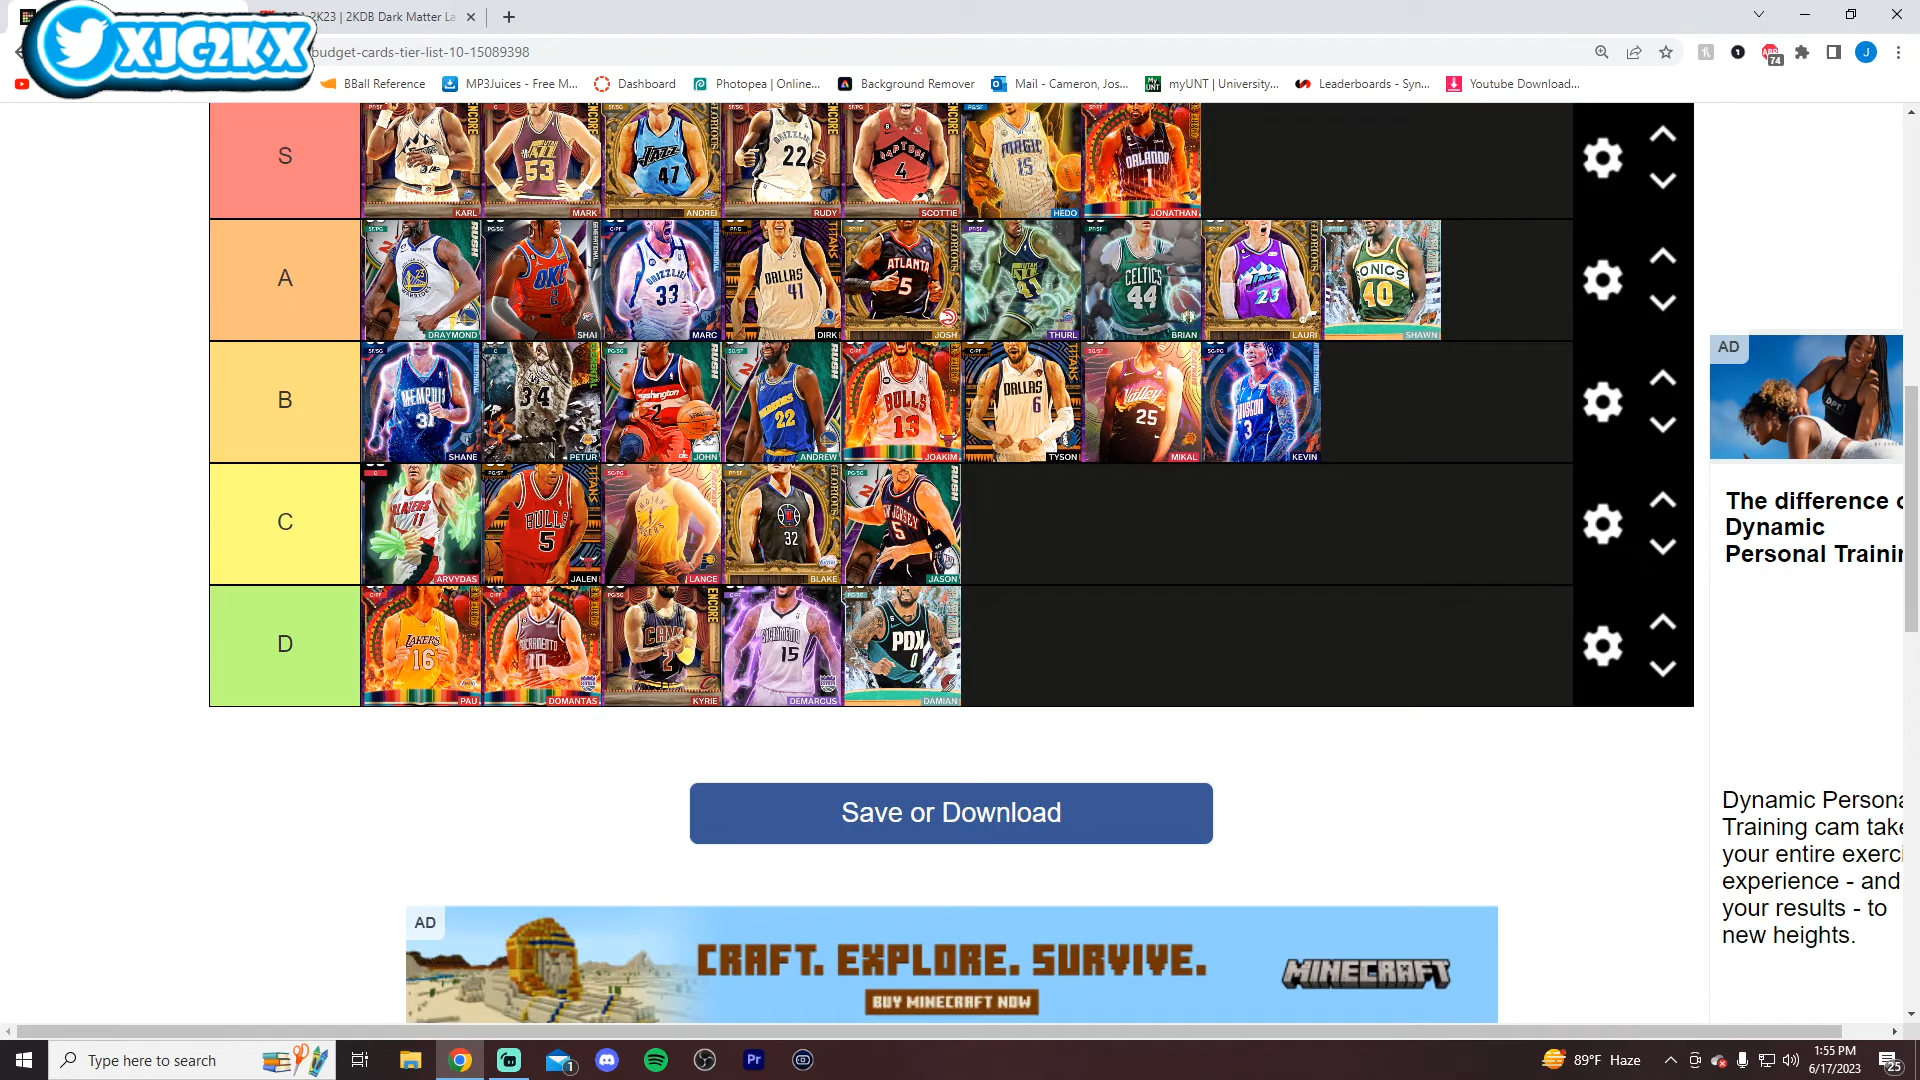 2K23 | 2KDB Dark Matter La
XJC2KX
budget-cards-tier-list-10-15089398
74
BBall Reference
MP3Juices - Free M...
Dashboard
Photopea | Online...
Background Remover
Mail - Cameron, Jos...
myUNT | University...
Leaderboards - Syn...
Youtube Download...
S
KARL
MARK
ANDREI
RUDY
SCOTTIE
HEDO
JONATHAN
A
DRAYMOND
SHAI
MARC
DIRK
JOSH
THURL
BRIAN
LAURI
SHAWN
B
SHANE
PETUR
JOHN
ANDREW
JOAKIM
TYSON
MIKAL
KEVIN
C
ARVYDAS
JALEN
LANCE
BLAKE
JASON
D
PAU
DOMANTAS
KYRIE
DEMARCUS
DAMIAN
Save or Download
AD
The difference
Dynamic
Personal
Dynamic
Training cam take
your entire
experience - and
your results - to
new heights.
AD
CRAFT. EXPLORE. SURVIVE.
BUY MINECRAFT NOW
MINECRAFT
Type here to search
89°F Haze
1:55 PM
6/17/2023
25